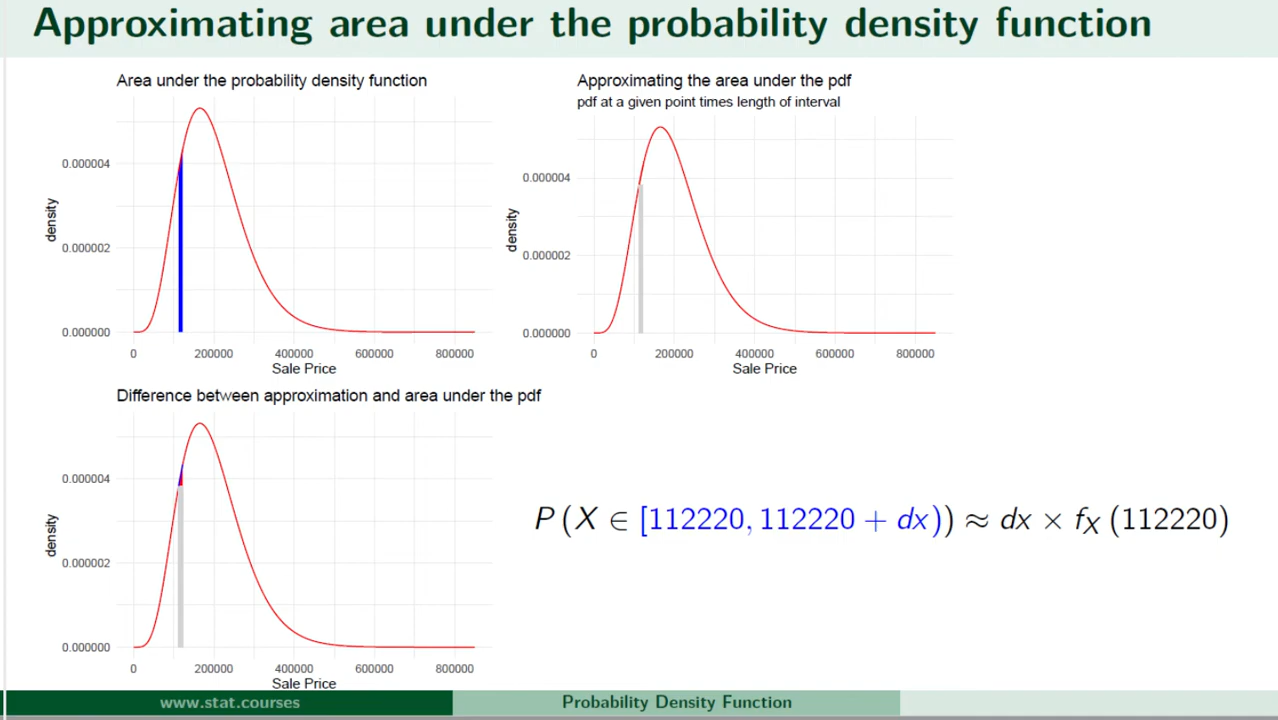 Approximating area under the probability density function
Area under the probability density function
density
0.000004
0.000002
0.000000
0 200000 400000 600000 800000
Sale Price
Approximating the area under the pdf
pdf at a given point times length of interval
density
0.000004
0.000002
0.000000
0 200000 400000 600000 800000
Sale Price
Difference between approximation and area under the pdf
density
0.000004
0.000002
0.000000
0 200000 400000 600000 800000
Sale Price
P (X ∈ [112220, 112220 + dx)) ≈ dx × f_X (112220)
www.stat.courses
Probability Density Function